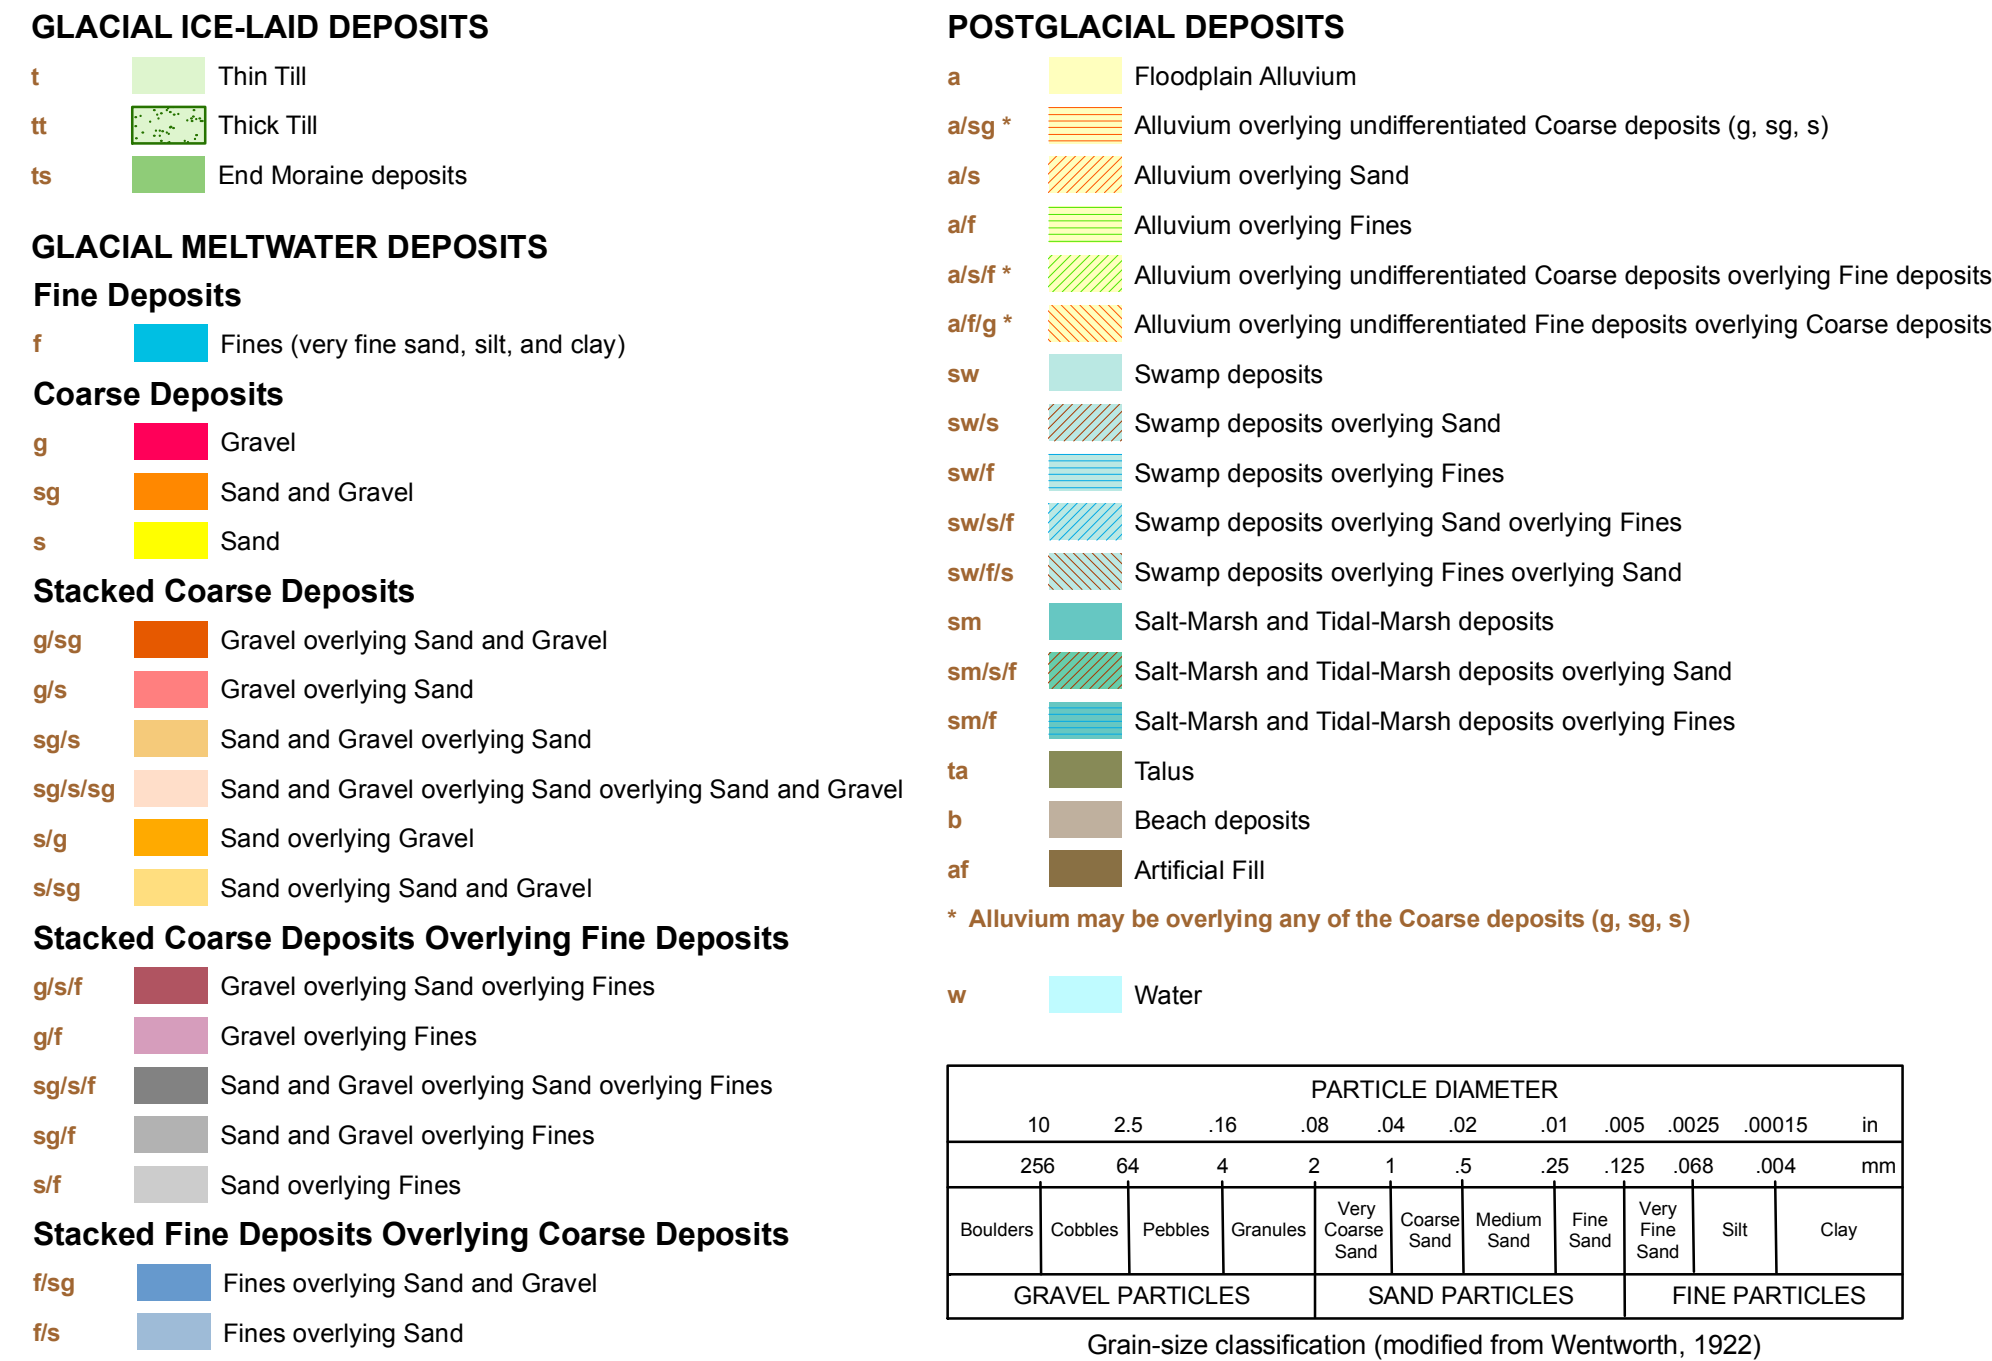 GLACIAL ICE-LAID DEPOSITS
t Thin Till
tt Thick Till
ts End Moraine deposits
GLACIAL MELTWATER DEPOSITS
Fine Deposits
f Fines (very fine sand, silt, and clay)
Coarse Deposits
g Gravel
sg Sand and Gravel
s Sand
Stacked Coarse Deposits
g/sg Gravel overlying Sand and Gravel
g/s Gravel overlying Sand
sg/s Sand and Gravel overlying Sand
sg/s/sg Sand and Gravel overlying Sand overlying Sand and Gravel
s/g Sand overlying Gravel
s/sg Sand overlying Sand and Gravel
Stacked Coarse Deposits Overlying Fine Deposits
g/s/f Gravel overlying Sand overlying Fines
g/f Gravel overlying Fines
sg/s/f Sand and Gravel overlying Sand overlying Fines
sg/f Sand and Gravel overlying Fines
s/f Sand overlying Fines
Stacked Fine Deposits Overlying Coarse Deposits
f/sg Fines overlying Sand and Gravel
f/s Fines overlying Sand
POSTGLACIAL DEPOSITS
a Floodplain Alluvium
a/sg * Alluvium overlying undifferentiated Coarse deposits (g, sg, s)
a/s Alluvium overlying Sand
a/f Alluvium overlying Fines
a/s/f * Alluvium overlying undifferentiated Coarse deposits overlying Fine deposits
a/f/g * Alluvium overlying undifferentiated Fine deposits overlying Coarse deposits
sw Swamp deposits
sw/s Swamp deposits overlying Sand
sw/f Swamp deposits overlying Fines
sw/s/f Swamp deposits overlying Sand overlying Fines
sw/f/s Swamp deposits overlying Fines overlying Sand
sm Salt-Marsh and Tidal-Marsh deposits
sm/s/f Salt-Marsh and Tidal-Marsh deposits overlying Sand
sm/f Salt-Marsh and Tidal-Marsh deposits overlying Fines
ta Talus
b Beach deposits
af Artificial Fill
* Alluvium may be overlying any of the Coarse deposits (g, sg, s)
w Water
PARTICLE DIAMETER
10 2.5 .16 .08 .04 .02 .01 .005 .0025 .00015 in
256 64 4 2 1 .5 .25 .125 .068 .004 mm
Boulders Cobbles Pebbles Granules Very Coarse Sand Coarse Sand Medium Sand Fine Sand Very Fine Sand Silt Clay
GRAVEL PARTICLES SAND PARTICLES FINE PARTICLES
Grain-size classification (modified from Wentworth, 1922)